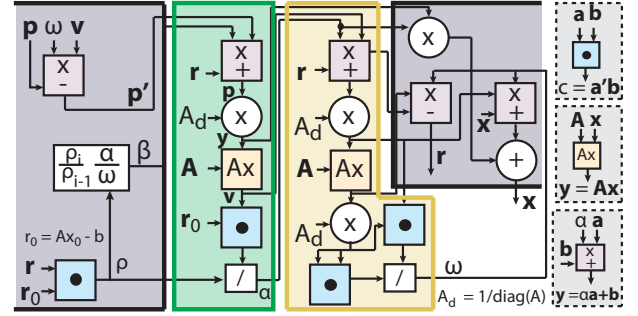 p ω v
x
-
p'
ρi
ρi-1
α
ω
β
r0 = Ax0 - b
r
r0
ρ
r
x
+
p
Ad
x
y
A
Ax
v
r0
/
α
r
x
+
Ad
x
A
Ax
Ad
x
/
ω
x
x
-
r
x
x
+
+
x
Ad = 1/diag(A)
a b
c = a'b
A x
Ax
y = Ax
α a
b
x
+
y = αa+b